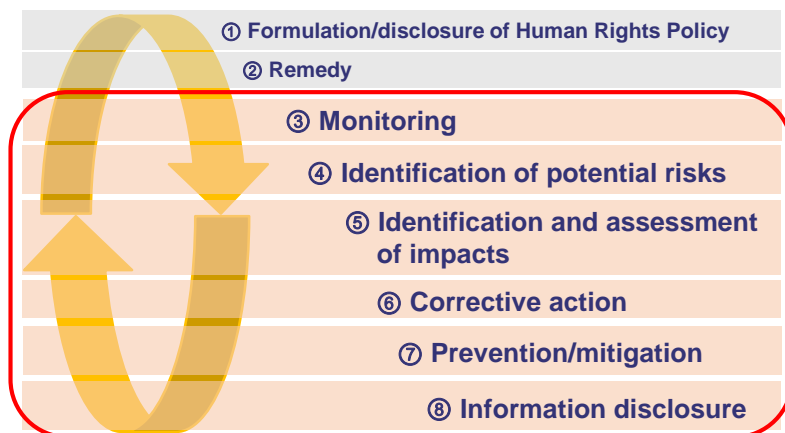 ① Formulation/disclosure of Human Rights Policy
② Remedy
③ Monitoring
④ Identification of potential risks
⑤ Identification and assessment
of impacts
⑥ Corrective action
⑦ Prevention/mitigation
⑧ Information disclosure